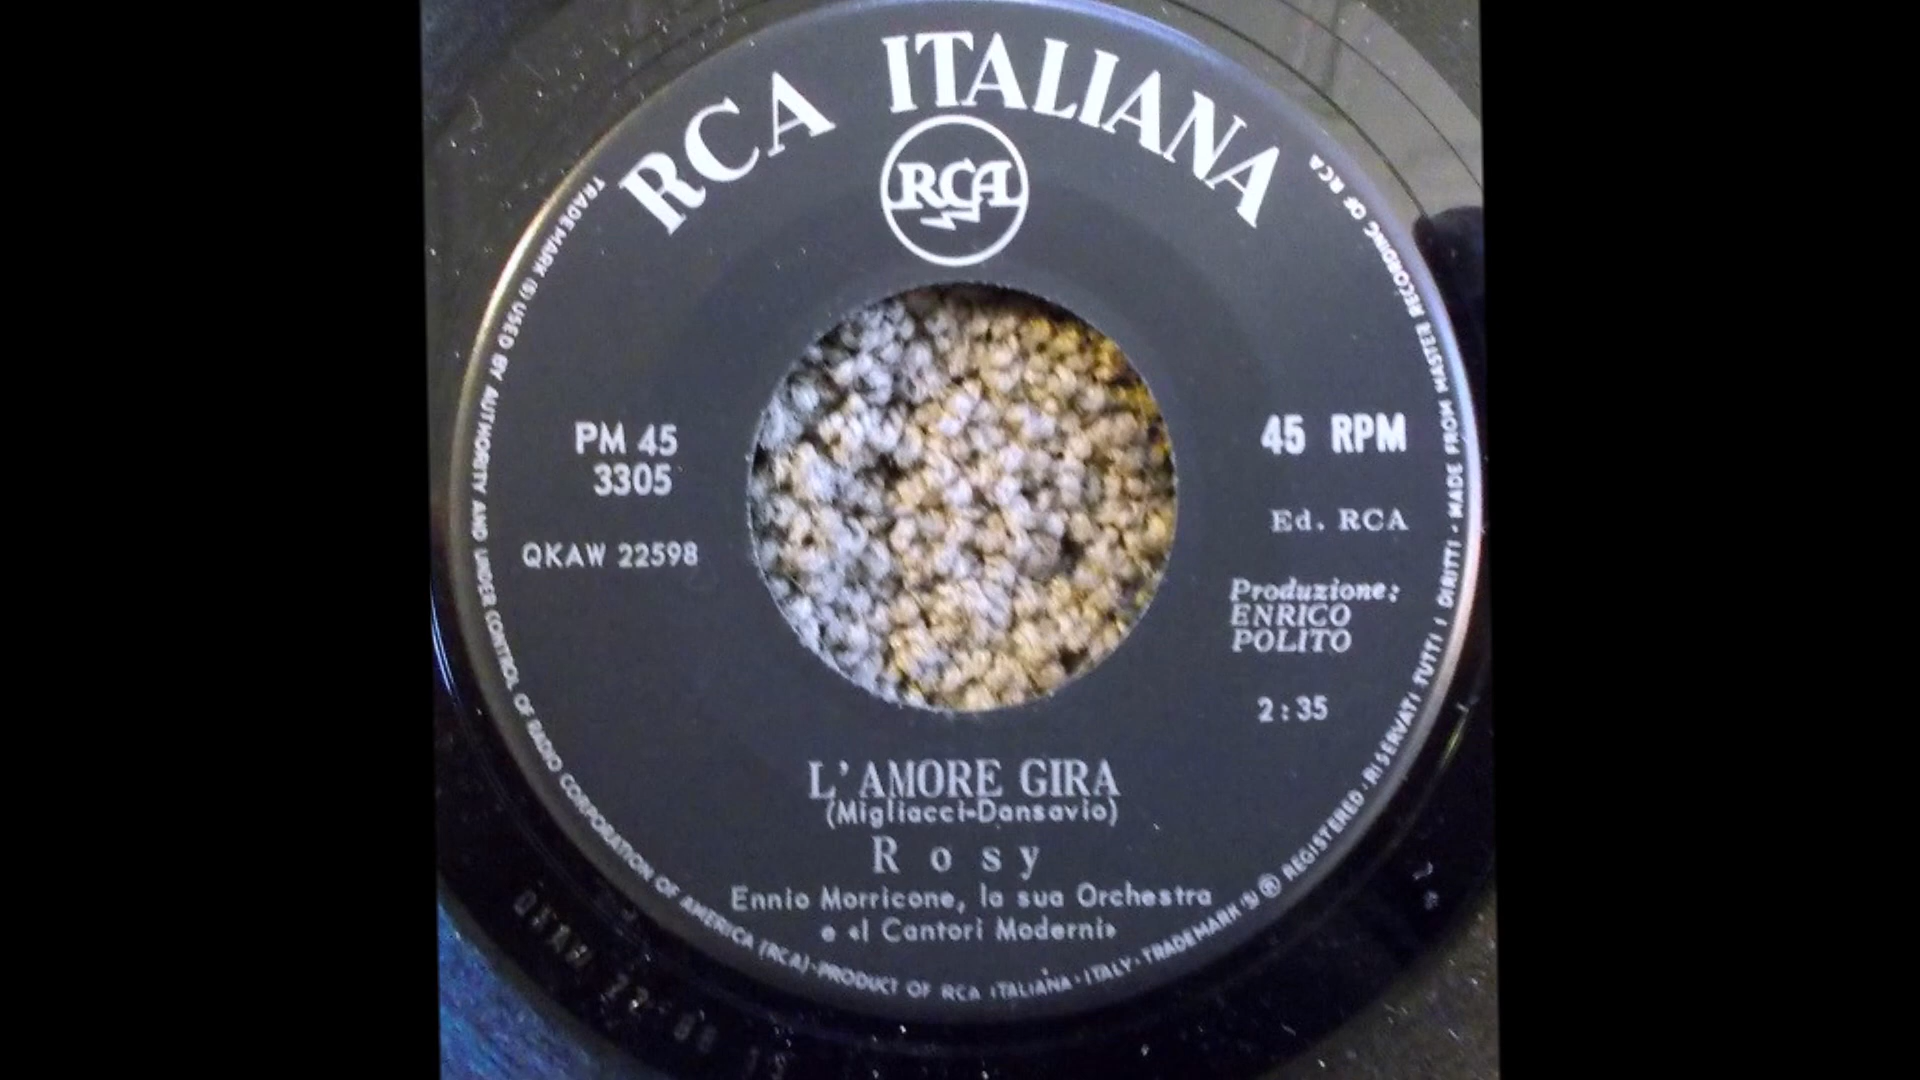 RCA ITALIANA
RCA
PM 45
3305
QKAW 22598
45 RPM
Ed. RCA
Produzione:
ENRICO
POLITO
2:35
L'AMORE GIRA
(Migliacci-Dansavio)
Rosy
Ennio Morricone, la sua Orchestra
e «I Cantori Moderni»
TRADEMARK (S) USED BY AUTHORITY AND UNDER CONTROL OF RADIO CORPORATION OF AMERICA (RCA)·PRODUCT OF RCA ITALIANA·ITALY·TRADEMARK (S) ® REGISTERED·RISERVATI TUTTI I DIRITTI - MADE FROM MASTER RECORDING OF RCA